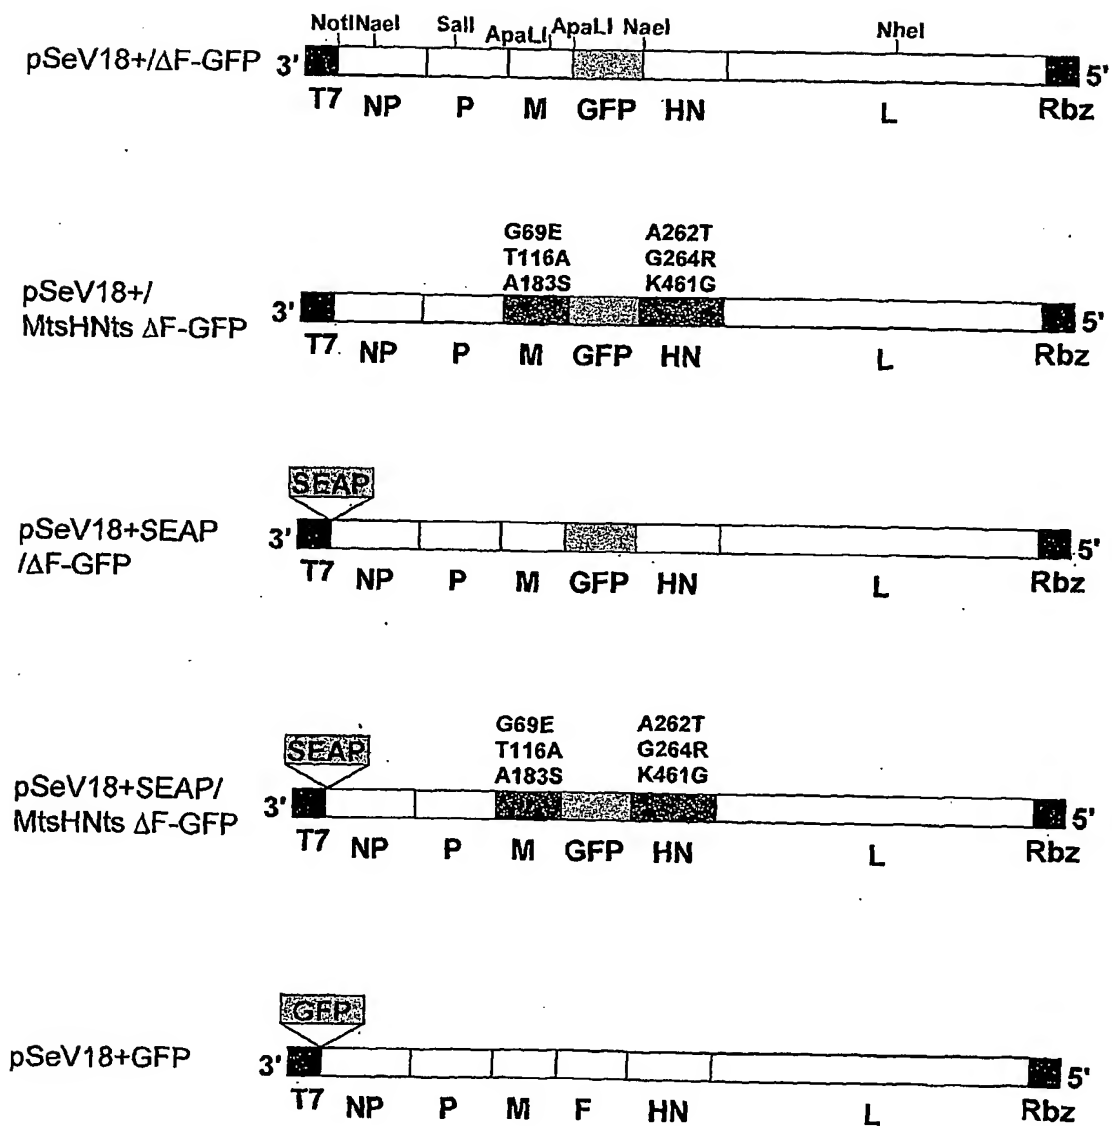 NotI NaeI SalI ApaLI ApaLI NaeI NheI
pSeV18+/ΔF-GFP 3' 5'
T7 NP P M GFP HN L Rbz
G69E A262T
T116A G264R
A183S K461G
pSeV18+/
MtsHNts ΔF-GFP 3' 5'
T7 NP P M GFP HN L Rbz
SEAP
pSeV18+SEAP
/ΔF-GFP 3' 5'
T7 NP P M GFP HN L Rbz
G69E A262T
T116A G264R
A183S K461G
SEAP
pSeV18+SEAP/
MtsHNts ΔF-GFP 3' 5'
T7 NP P M GFP HN L Rbz
GFP
pSeV18+GFP 3' 5'
T7 NP P M F HN L Rbz